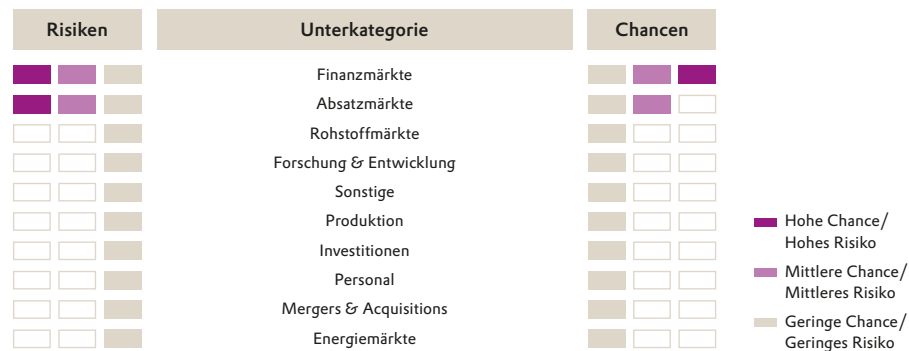 Risiken
Unterkategorie
Chancen
Finanzmärkte
Absatzmärkte
Rohstoffmärkte
Forschung & Entwicklung
Sonstige
Produktion
Investitionen
Personal
Mergers & Acquisitions
Energiemärkte
Hohe Chance/
Hohes Risiko
Mittlere Chance/
Mittleres Risiko
Geringe Chance/
Geringes Risiko